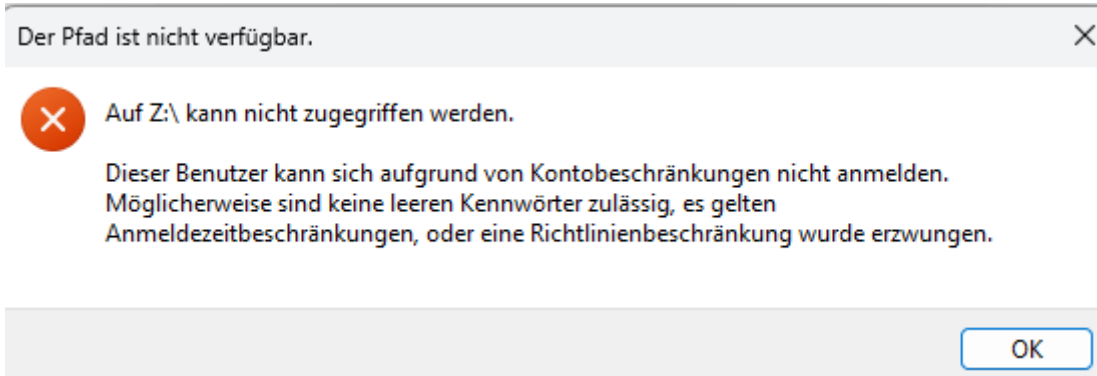 Der Pfad ist nicht verfügbar.
Auf Z:\ kann nicht zugegriffen werden.
Dieser Benutzer kann sich aufgrund von Kontobeschränkungen nicht anmelden.
Möglicherweise sind keine leeren Kennwörter zulässig, es gelten
Anmeldezeitbeschränkungen, oder eine Richtlinienbeschränkung wurde erzwungen.
OK